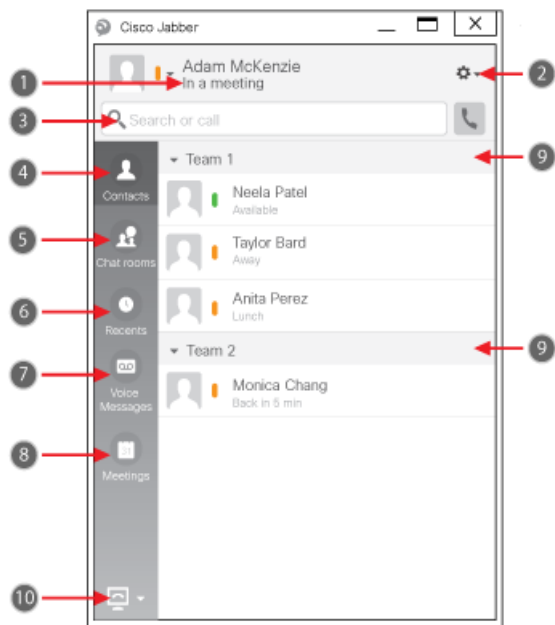 Cisco Jabber
Adam McKenzie
1
In a meeting
2
3
Search or call
Team 1
9
4
Contacts
Neela Patel
Available
5
Chat rooms
Taylor Bard
Away
6
Recents
Anita Perez
Lunch
Team 2
9
7
Voice
Messages
Monica Chang
Back in 5 min
8
31
Meetings
10